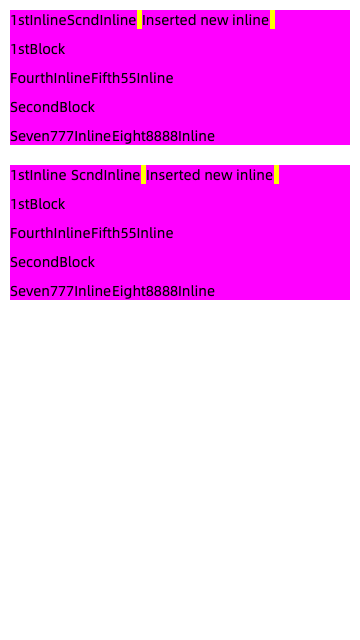 1stInlineScndInline Inserted new inline
1stBlock
FourthInlineFifth55Inline
SecondBlock
Seven777InlineEight8888Inline
1stInline ScndInline Inserted new inline
1stBlock
FourthInlineFifth55Inline
SecondBlock
Seven777InlineEight8888Inline